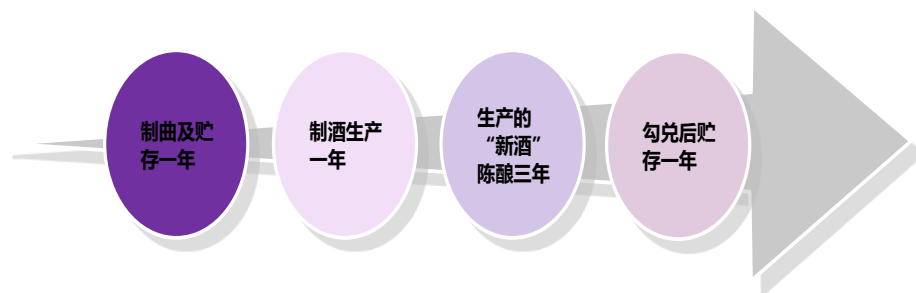 制曲及贮
存一年
制酒生产
一年
生产的
“新酒”
陈酿三年
勾兑后贮
存一年